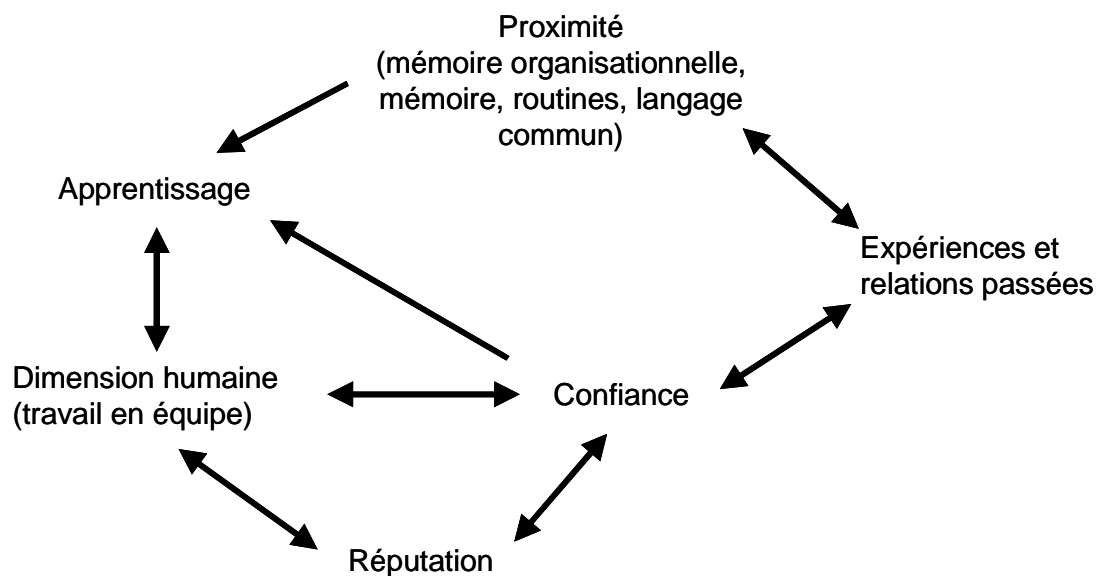 Proximité
(mémoire organisationnelle,
mémoire, routines, langage
commun)
Apprentissage
Expériences et
relations passées
Dimension humaine
(travail en équipe)
Confiance
Réputation